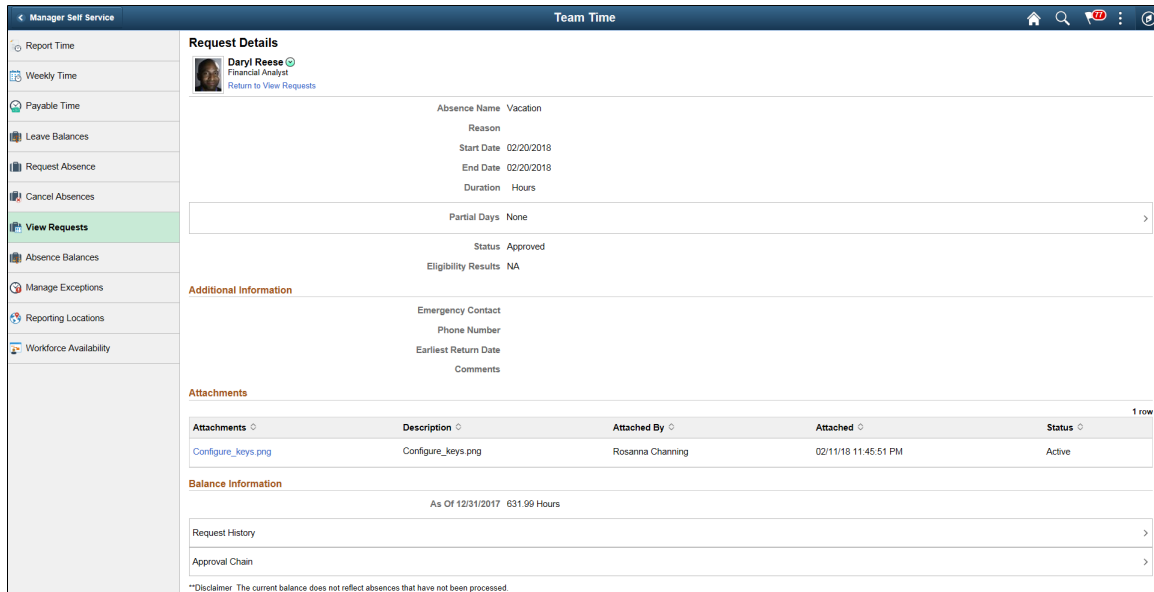 Manager Self Service
Team Time
77
Report Time
Weekly Time
Payable Time
Leave Balances
Request Absence
Cancel Absences
View Requests
Absence Balances
Manage Exceptions
Reporting Locations
Workforce Availability
Request Details
Daryl Reese
Financial Analyst
Return to View Requests
Absence Name Vacation
Reason
Start Date 02/20/2018
End Date 02/20/2018
Duration Hours
Partial Days None
Status Approved
Eligibility Results NA
Additional Information
Emergency Contact
Phone Number
Earliest Return Date
Comments
Attachments
1 row
Attachments Description Attached By Attached Status
Configure_keys.png Configure_keys.png Rosanna Channing 02/11/18 11:45:51 PM Active
Balance Information
As Of 12/31/2017 631.99 Hours
Request History
Approval Chain
**Disclaimer The current balance does not reflect absences that have not been processed.